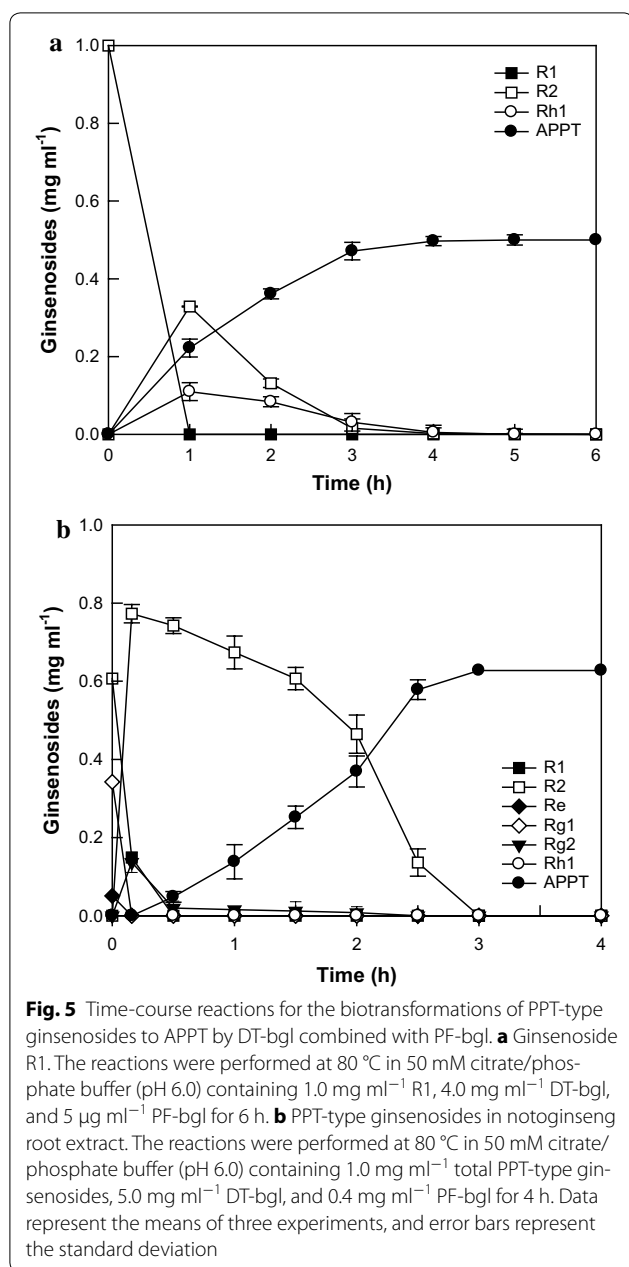 a
1.0
0.8
0.6
0.4
0.2
0.0
Ginsenosides (mg ml⁻¹)
R1
R2
Rh1
APPT
0 1 2 3 4 5 6
Time (h)
b
1.0
0.8
0.6
0.4
0.2
0.0
Ginsenosides (mg ml⁻¹)
R1
R2
Re
Rg1
Rg2
Rh1
APPT
0 1 2 3 4
Time (h)
Fig. 5 Time-course reactions for the biotransformations of PPT-type
ginsenosides to APPT by DT-bgl combined with PF-bgl. a Ginsenoside
R1. The reactions were performed at 80 °C in 50 mM citrate/phos-
phate buffer (pH 6.0) containing 1.0 mg ml⁻¹ R1, 4.0 mg ml⁻¹ DT-bgl,
and 5 μg ml⁻¹ PF-bgl for 6 h. b PPT-type ginsenosides in notoginseng
root extract. The reactions were performed at 80 °C in 50 mM citrate/
phosphate buffer (pH 6.0) containing 1.0 mg ml⁻¹ total PPT-type gin-
senosides, 5.0 mg ml⁻¹ DT-bgl, and 0.4 mg ml⁻¹ PF-bgl for 4 h. Data
represent the means of three experiments, and error bars represent
the standard deviation